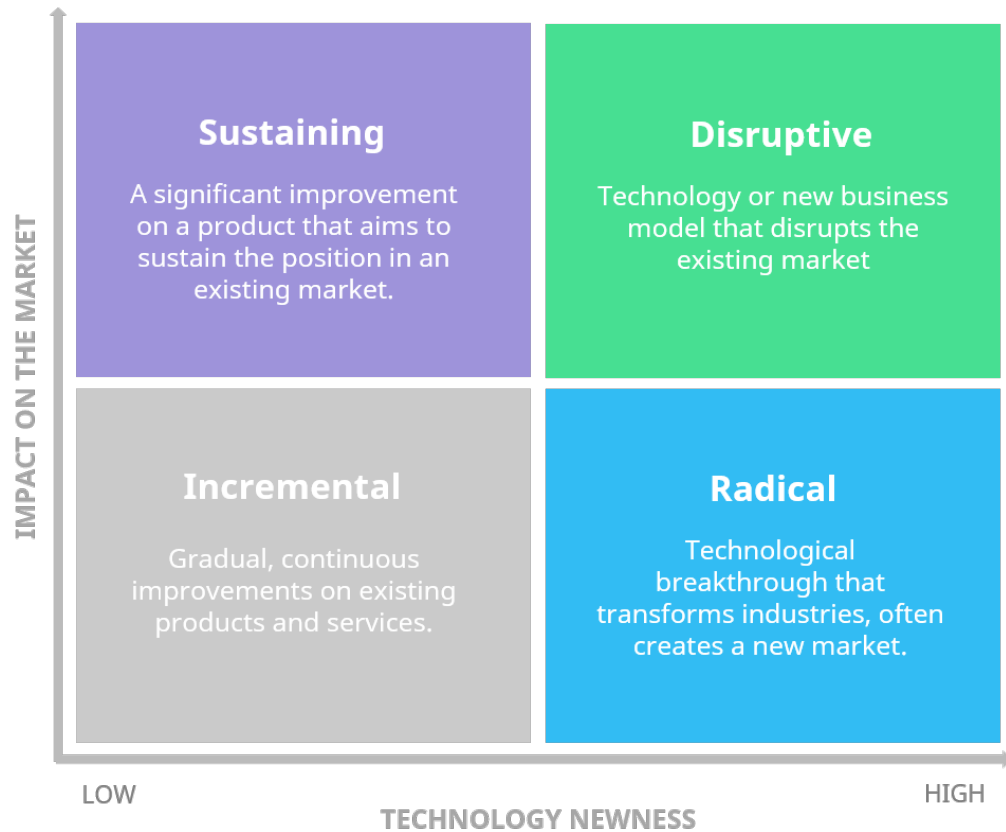 IMPACT ON THE MARKET
Sustaining
A significant improvement
on a product that aims to
sustain the position in an
existing market.
Disruptive
Technology or new business
model that disrupts the
existing market
Incremental
Gradual, continuous
improvements on existing
products and services.
Radical
Technological
breakthrough that
transforms industries, often
creates a new market.
LOW
HIGH
TECHNOLOGY NEWNESS